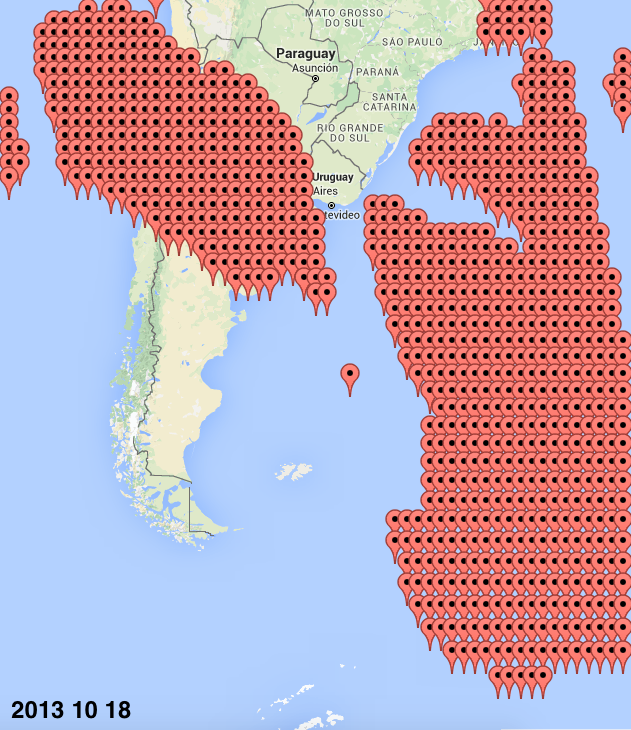 MATO GROSSO
DO SUL
Paraguay
Asunción
SÃO PAULO
PARANÁ
SANTA
CATARINA
RIO GRANDE
DO SUL
Uruguay
Aires
tevideo
2013 10 18